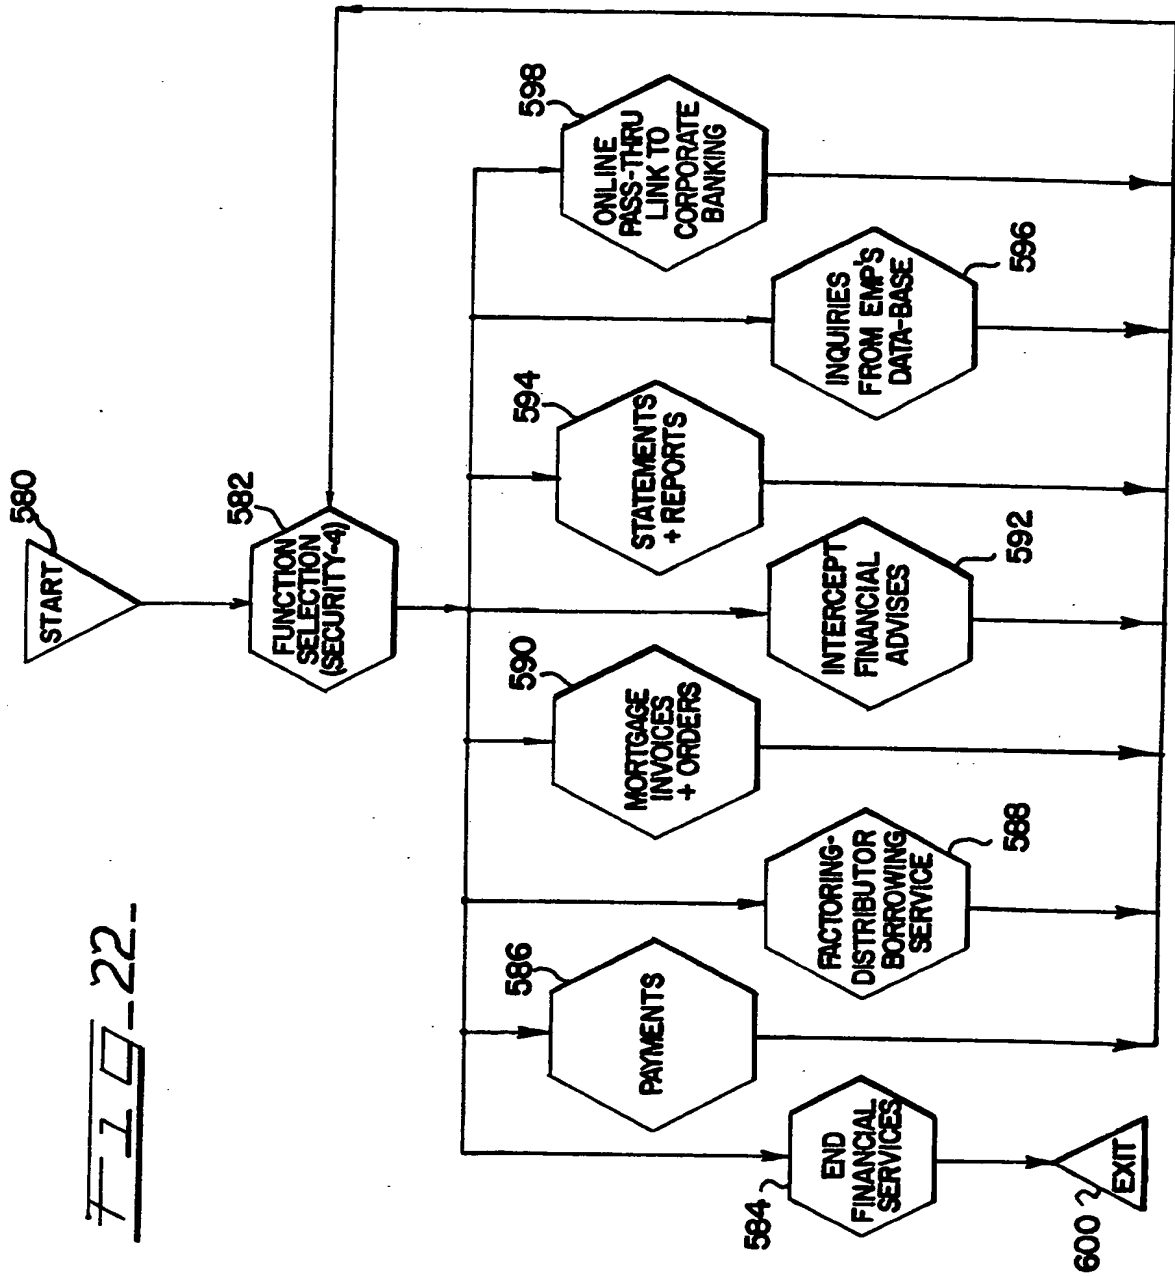 FIG_22_
START
580
FUNCTION
SELECTION
(SECURITY-4)
582
END
FINANCIAL
SERVICES
584
EXIT
600
PAYMENTS
586
FACTORING-
DISTRIBUTOR
BORROWING
SERVICE
588
MORTGAGE
INVOICES
+ ORDERS
590
INTERCEPT
FINANCIAL
ADVISES
592
STATEMENTS
+ REPORTS
594
INQUIRIES
FROM EMP'S
DATA-BASE
596
ONLINE
PASS-THRU
LINK TO
CORPORATE
BANKING
598